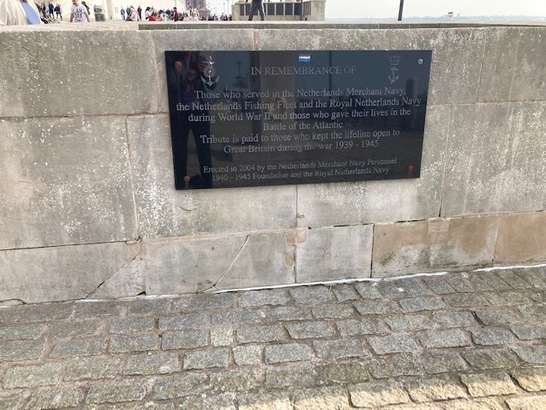 IN REMEMBRANCE OF
Those who served in the Netherlands Merchant Navy,
the Netherlands Fishing Fleet and the Royal Netherlands Navy
during World War II and those who gave their lives in the
Battle of the Atlantic
Tribute is paid to those who kept the lifeline open to
Great Britain during the war 1939 - 1945
Erected in 2004 by the Netherlands Merchant Navy Personnel
1940 - 1945 Foundation and the Royal Netherlands Navy